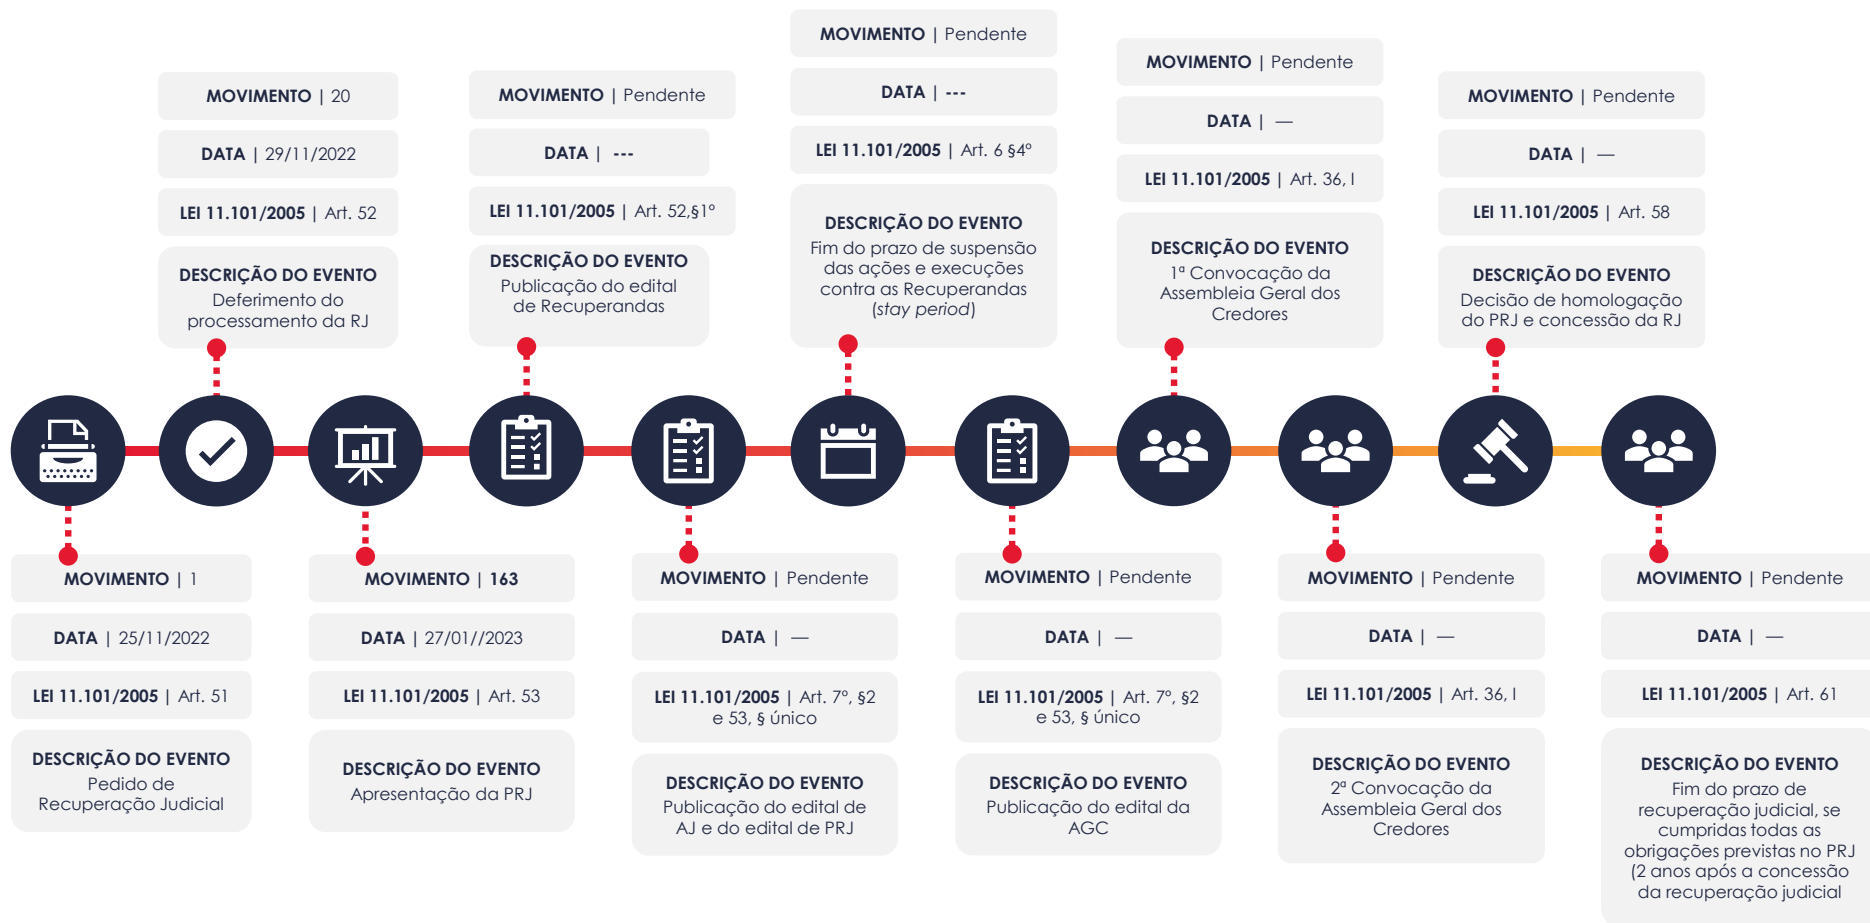 MOVIMENTO | 20
DATA | 29/11/2022
LEI 11.101/2005 | Art. 52
DESCRIÇÃO DO EVENTO
Deferimento do
processamento da RJ
MOVIMENTO | Pendente
DATA | ---
LEI 11.101/2005 | Art. 52,§1º
DESCRIÇÃO DO EVENTO
Publicação do edital
de Recuperandas
MOVIMENTO | Pendente
DATA | ---
LEI 11.101/2005 | Art. 6 §4º
DESCRIÇÃO DO EVENTO
Fim do prazo de suspensão
das ações e execuções
contra as Recuperandas
(stay period)
MOVIMENTO | Pendente
DATA | —
LEI 11.101/2005 | Art. 36, I
DESCRIÇÃO DO EVENTO
1ª Convocação da
Assembleia Geral dos
Credores
MOVIMENTO | Pendente
DATA | —
LEI 11.101/2005 | Art. 58
DESCRIÇÃO DO EVENTO
Decisão de homologação
do PRJ e concessão da RJ
MOVIMENTO | 1
DATA | 25/11/2022
LEI 11.101/2005 | Art. 51
DESCRIÇÃO DO EVENTO
Pedido de
Recuperação Judicial
MOVIMENTO | 163
DATA | 27/01//2023
LEI 11.101/2005 | Art. 53
DESCRIÇÃO DO EVENTO
Apresentação da PRJ
MOVIMENTO | Pendente
DATA | —
LEI 11.101/2005 | Art. 7º, §2
e 53, § único
DESCRIÇÃO DO EVENTO
Publicação do edital de
AJ e do edital de PRJ
MOVIMENTO | Pendente
DATA | —
LEI 11.101/2005 | Art. 7º, §2
e 53, § único
DESCRIÇÃO DO EVENTO
Publicação do edital da
AGC
MOVIMENTO | Pendente
DATA | —
LEI 11.101/2005 | Art. 36, I
DESCRIÇÃO DO EVENTO
2ª Convocação da
Assembleia Geral dos
Credores
MOVIMENTO | Pendente
DATA | —
LEI 11.101/2005 | Art. 61
DESCRIÇÃO DO EVENTO
Fim do prazo de
recuperação judicial, se
cumpridas todas as
obrigações previstas no PRJ
(2 anos após a concessão
da recuperação judicial